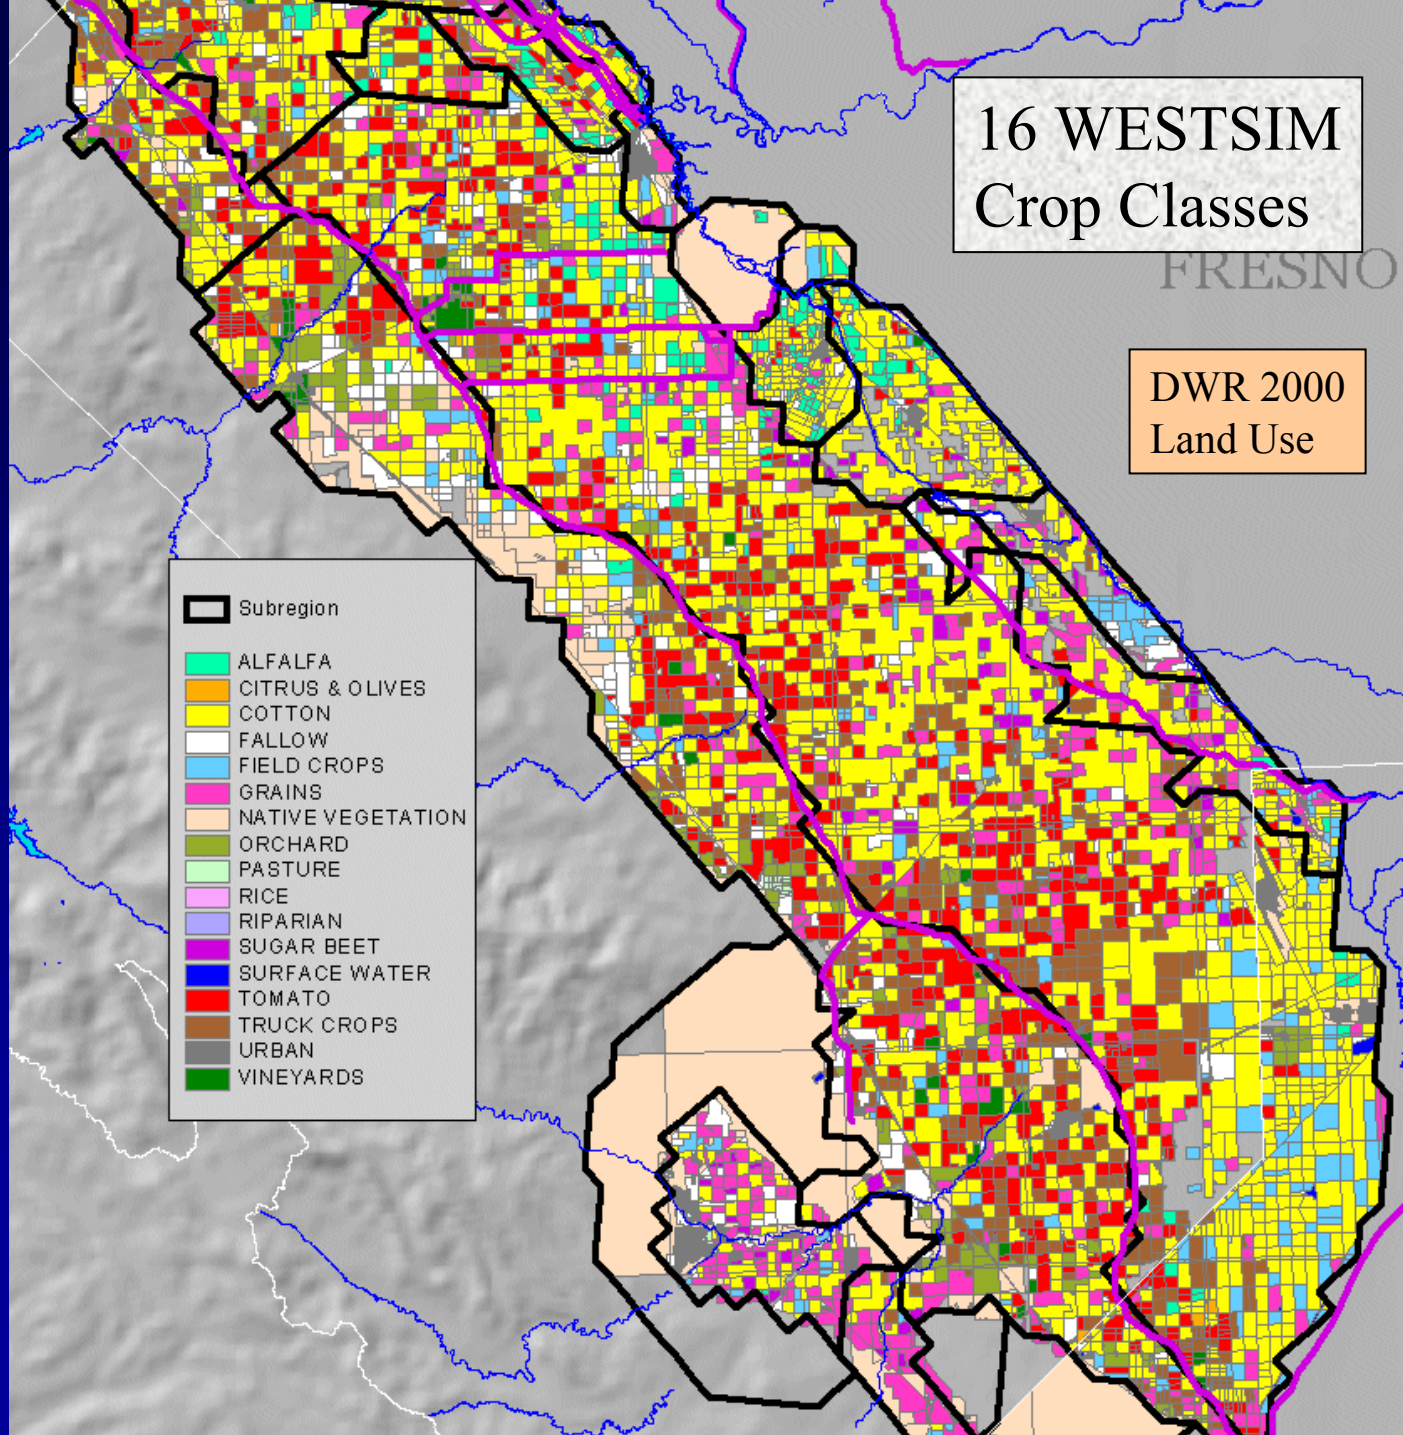 16 WESTSIM
Crop Classes
FRESNO
DWR 2000
Land Use
Subregion
ALFALFA
CITRUS & OLIVES
COTTON
FALLOW
FIELD CROPS
GRAINS
NATIVE VEGETATION
ORCHARD
PASTURE
RICE
RIPARIAN
SUGAR BEET
SURFACE WATER
TOMATO
TRUCK CROPS
URBAN
VINEYARDS